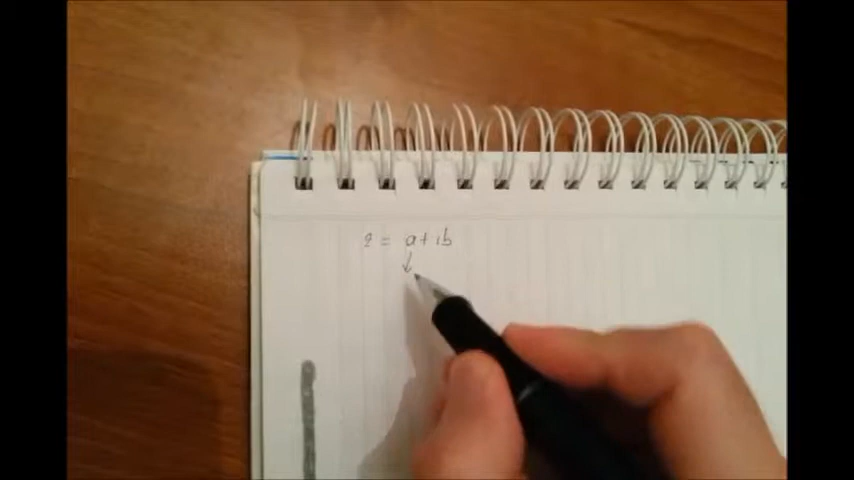 z = a + ib